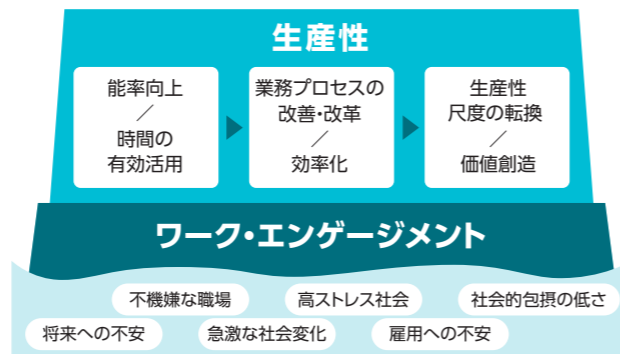 生産性
能率向上
／
時間の
有効活用
業務プロセスの
改善・改革
／
効率化
生産性
尺度の転換
／
価値創造
ワーク・エンゲージメント
不機嫌な職場
高ストレス社会
社会的包摂の低さ
将来への不安
急激な社会変化
雇用への不安